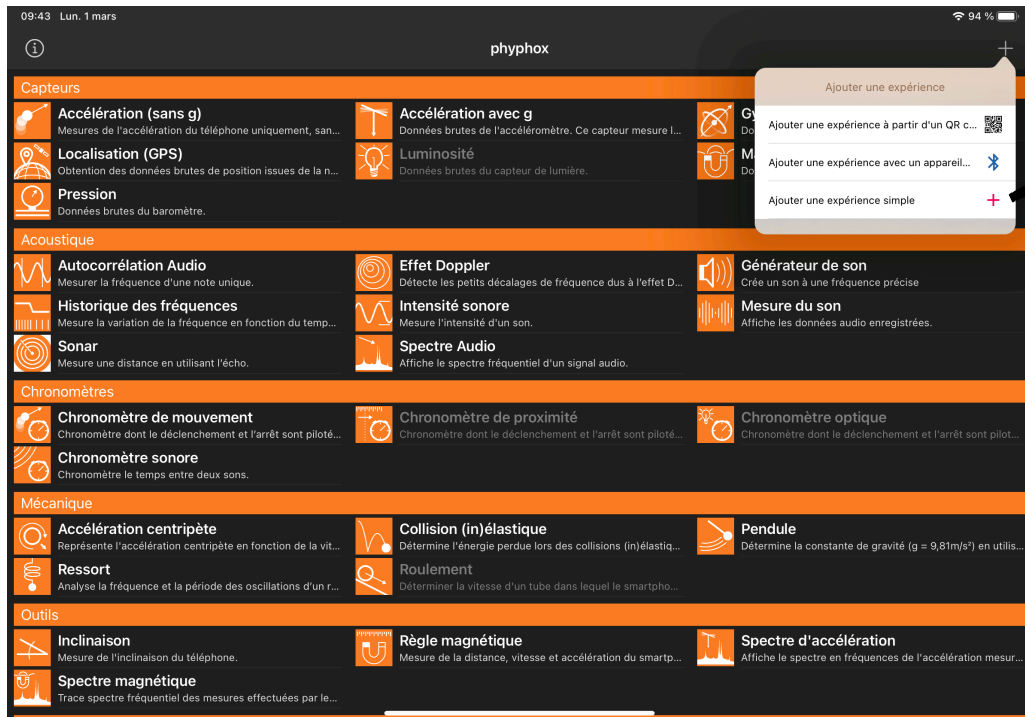 09:43 Lun. 1 mars
94 %
phyphox
Capteurs
Accélération (sans g)
Mesures de l'accélération du téléphone uniquement, san...
Accélération avec g
Données brutes de l'accéléromètre. Ce capteur mesure l...
Gy
Do
Localisation (GPS)
Obtention des données brutes de position issues de la n...
Luminosité
Données brutes du capteur de lumière.
Ma
Do
Pression
Données brutes du baromètre.
Ajouter une expérience
Ajouter une expérience à partir d'un QR c...
Ajouter une expérience avec un appareil...
Ajouter une expérience simple
Acoustique
Autocorrélation Audio
Mesurer la fréquence d'une note unique.
Effet Doppler
Détecte les petits décalages de fréquence dus à l'effet D...
Générateur de son
Crée un son à une fréquence précise
Historique des fréquences
Mesure la variation de la fréquence en fonction du temp...
Intensité sonore
Mesure l'intensité d'un son.
Mesure du son
Affiche les données audio enregistrées.
Sonar
Mesure une distance en utilisant l'écho.
Spectre Audio
Affiche le spectre fréquentiel d'un signal audio.
Chronomètres
Chronomètre de mouvement
Chronomètre dont le déclenchement et l'arrêt sont piloté...
Chronomètre de proximité
Chronomètre dont le déclenchement et l'arrêt sont piloté...
Chronomètre optique
Chronomètre dont le déclenchement et l'arrêt sont pilot...
Chronomètre sonore
Chronomètre le temps entre deux sons.
Mécanique
Accélération centripète
Représente l'accélération centripète en fonction de la vit...
Collision (in)élastique
Détermine l'énergie perdue lors des collisions (in)élastiq...
Pendule
Détermine la constante de gravité (g = 9,81m/s²) en utilis...
Ressort
Analyse la fréquence et la période des oscillations d'un r...
Roulement
Déterminer la vitesse d'un tube dans lequel le smartpho...
Outils
Inclinaison
Mesure de l'inclinaison du téléphone.
Règle magnétique
Mesure de la distance, vitesse et accélération du smartp...
Spectre d'accélération
Affiche le spectre en fréquences de l'accélération mesur...
Spectre magnétique
Trace spectre fréquentiel des mesures effectuées par le...